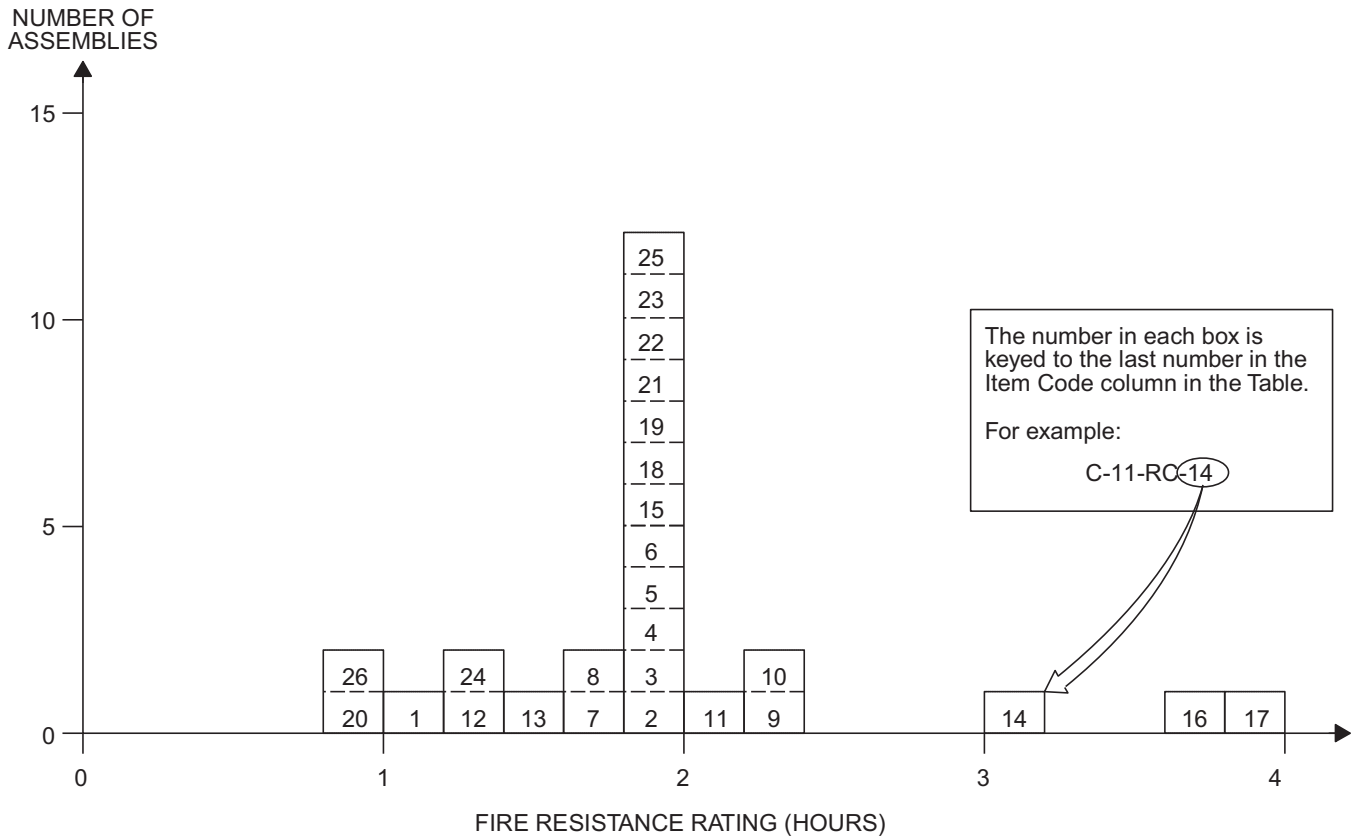 NUMBER OF
ASSEMBLIES
15
10
5
0
25
23
22
21
19
18
15
6
5
4
26 24 8 3 10
20 1 12 13 7 2 11 9 14 16 17
The number in each box is
keyed to the last number in the
Item Code column in the Table.
For example:
C-11-RC-14
0 1 2 3 4
FIRE RESISTANCE RATING (HOURS)